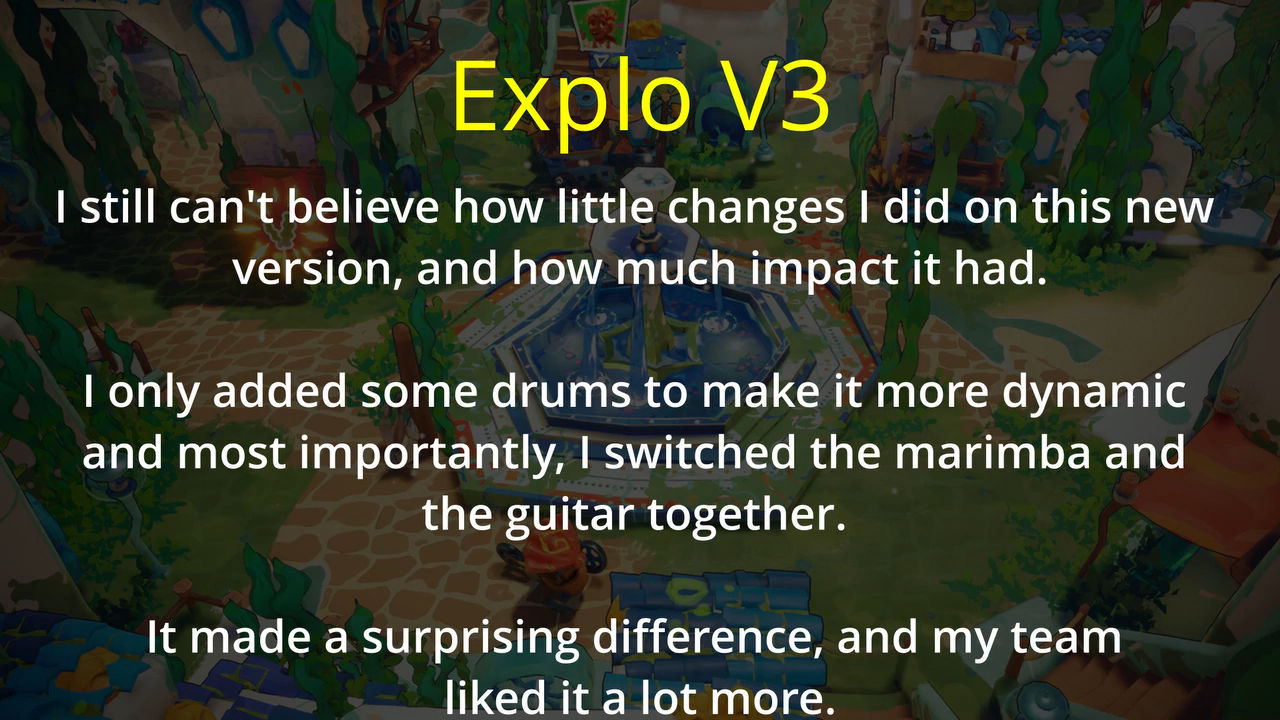 Explo V3
I still can't believe how little changes I did on this new
version, and how much impact it had.
I only added some drums to make it more dynamic
and most importantly, I switched the marimba and
the guitar together.
It made a surprising difference, and my team
liked it a lot more.